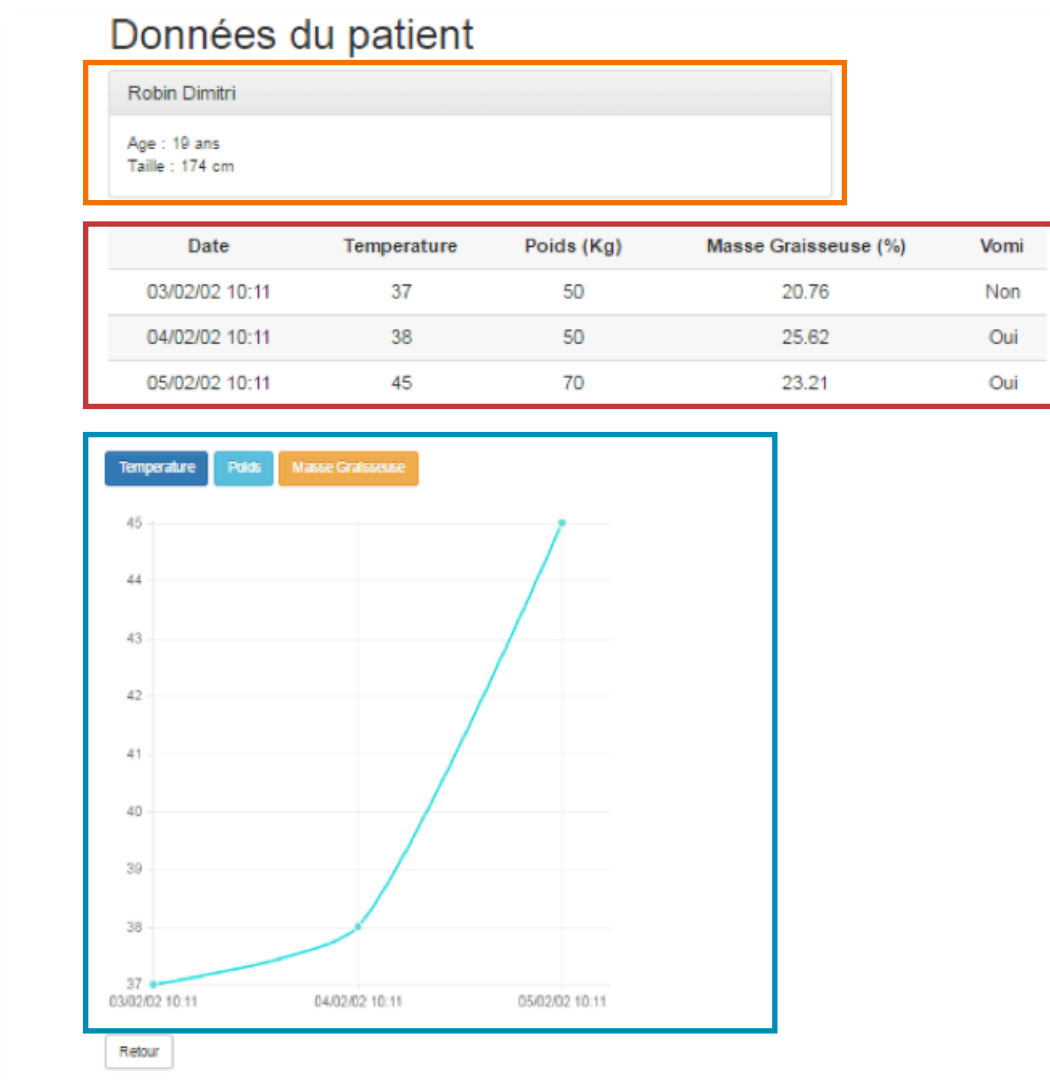 Données du patient
Robin Dimitri
Age : 19 ans
Taille : 174 cm
Date Temperature Poids (Kg) Masse Graisseuse (%) Vomi
03/02/02 10:11 37 50 20.76 Non
04/02/02 10:11 38 50 25.62 Oui
05/02/02 10:11 45 70 23.21 Oui
Temperature Poids Masse Graisseuse
45
44
43
42
41
40
39
38
37
03/02/02 10:11 04/02/02 10:11 05/02/02 10:11
Retour